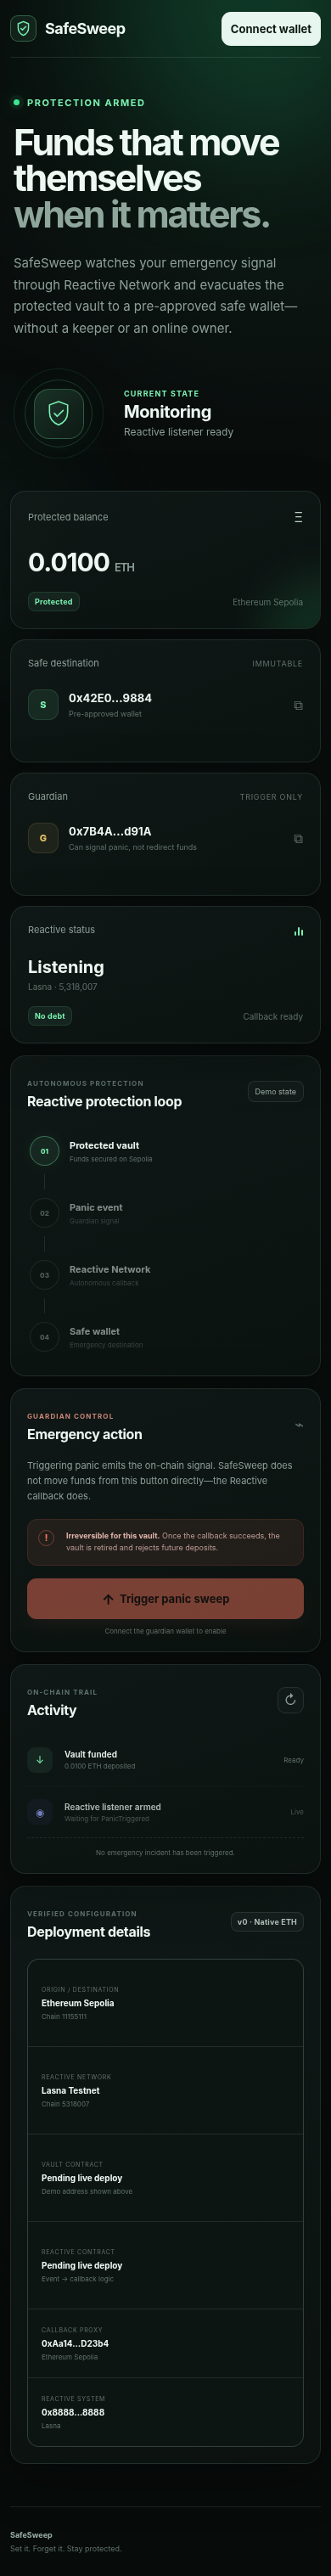 SafeSweep
Connect wallet
PROTECTION ARMED
Funds that move
themselves
when it matters.
SafeSweep watches your emergency signal
through Reactive Network and evacuates the
protected vault to a pre-approved safe wallet—
without a keeper or an online owner.
CURRENT STATE
Monitoring
Reactive listener ready
Protected balance
Ξ
0.0100 ETH
Protected
Ethereum Sepolia
Safe destination
IMMUTABLE
S
0x42E0...9884
Pre-approved wallet
Guardian
TRIGGER ONLY
G
0x7B4A...d91A
Can signal panic, not redirect funds
Reactive status
Listening
Lasna · 5,318,007
No debt
Callback ready
AUTONOMOUS PROTECTION
Reactive protection loop
Demo state
01
Protected vault
Funds secured on Sepolia
02
Panic event
Guardian signal
03
Reactive Network
Autonomous callback
04
Safe wallet
Emergency destination
GUARDIAN CONTROL
Emergency action
Triggering panic emits the on-chain signal. SafeSweep does
not move funds from this button directly—the Reactive
callback does.
! Irreversible for this vault. Once the callback succeeds, the
vault is retired and rejects future deposits.
↑ Trigger panic sweep
Connect the guardian wallet to enable
ON-CHAIN TRAIL
Activity
↓
Vault funded
0.0100 ETH deposited
Ready
Reactive listener armed
Waiting for PanicTriggered
Live
No emergency incident has been triggered.
VERIFIED CONFIGURATION
Deployment details
v0 · Native ETH
ORIGIN / DESTINATION
Ethereum Sepolia
Chain 11155111
REACTIVE NETWORK
Lasna Testnet
Chain 5318007
VAULT CONTRACT
Pending live deploy
Demo address shown above
REACTIVE CONTRACT
Pending live deploy
Event → callback logic
CALLBACK PROXY
0xAa14...D23b4
Ethereum Sepolia
REACTIVE SYSTEM
0x8888...8888
Lasna
SafeSweep
Set it. Forget it. Stay protected.